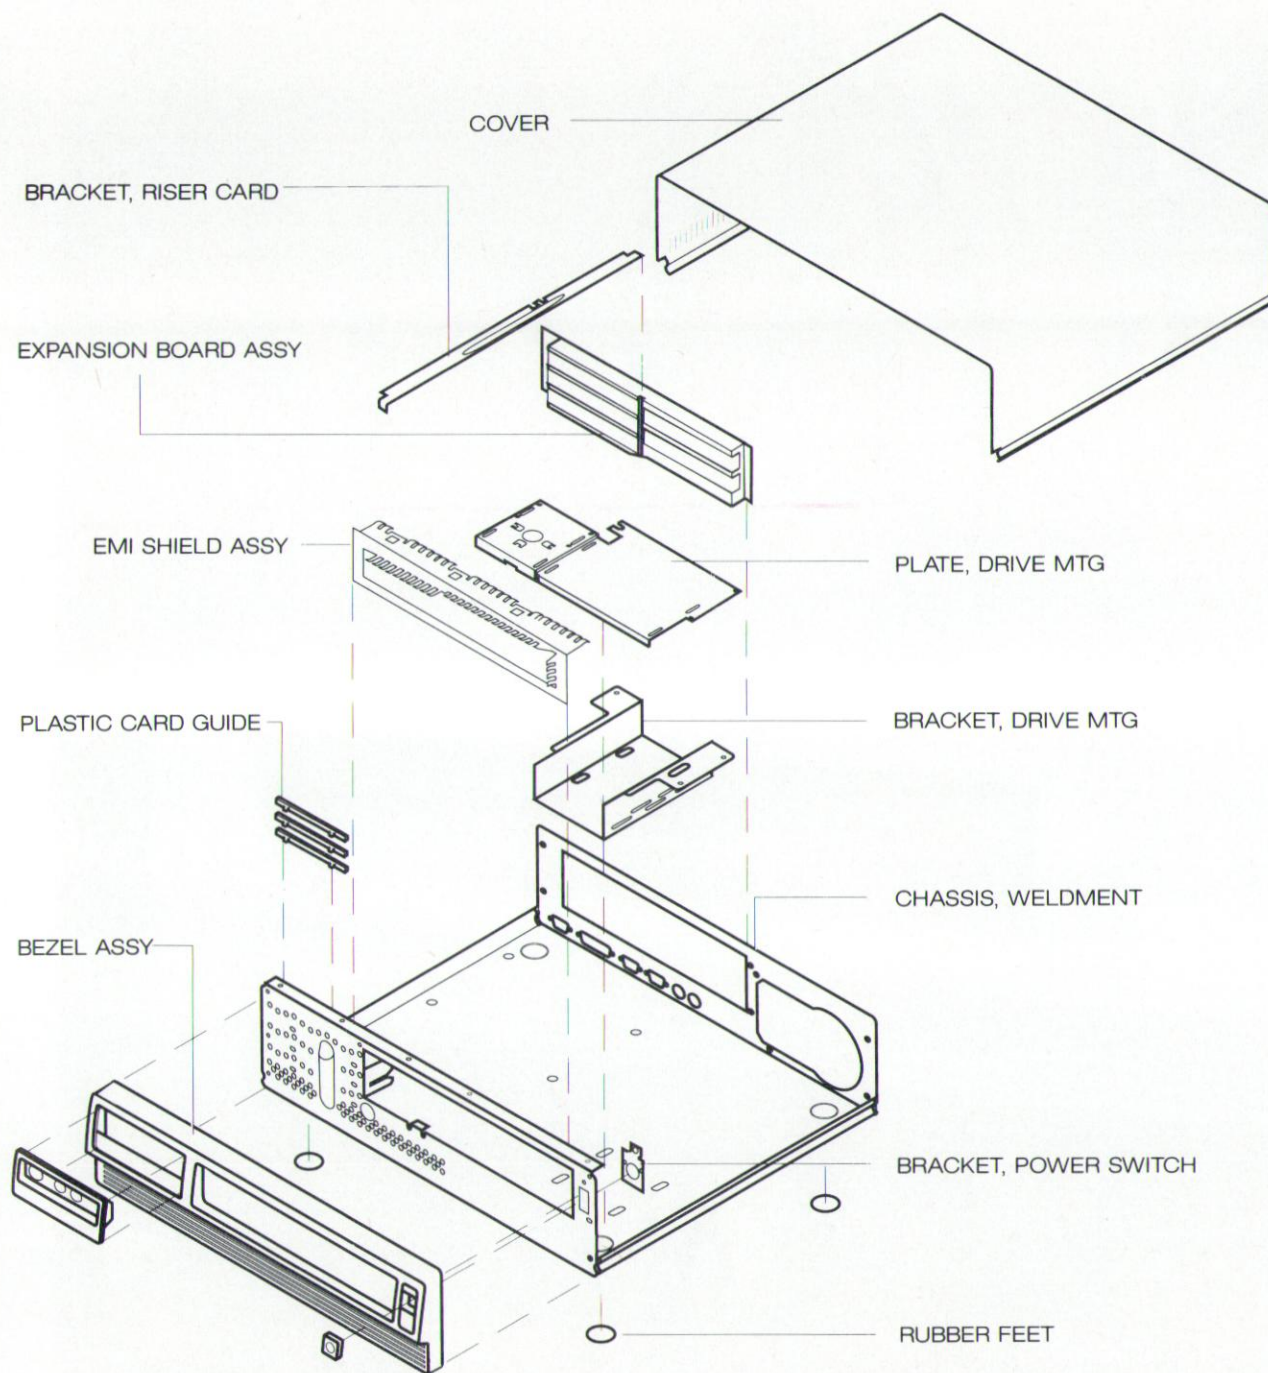 COVER
BRACKET, RISER CARD
EXPANSION BOARD ASSY
EMI SHIELD ASSY
PLATE, DRIVE MTG
PLASTIC CARD GUIDE
BRACKET, DRIVE MTG
CHASSIS, WELDMENT
BEZEL ASSY
BRACKET, POWER SWITCH
RUBBER FEET